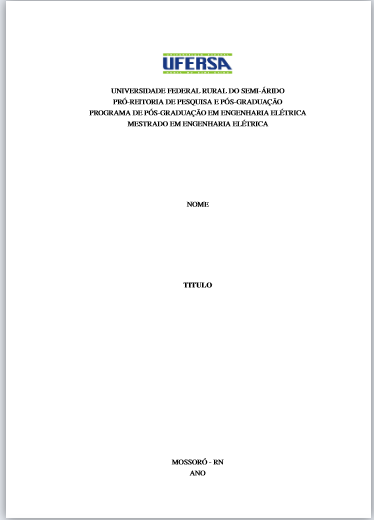 UFERSA
UNIVERSIDADE FEDERAL RURAL DO SEMI-ÁRIDO
PRÓ-REITORIA DE PESQUISA E PÓS-GRADUAÇÃO
PROGRAMA DE PÓS-GRADUAÇÃO EM ENGENHARIA ELÉTRICA
MESTRADO EM ENGENHARIA ELÉTRICA
NOME
TITULO
MOSSORÓ - RN
ANO